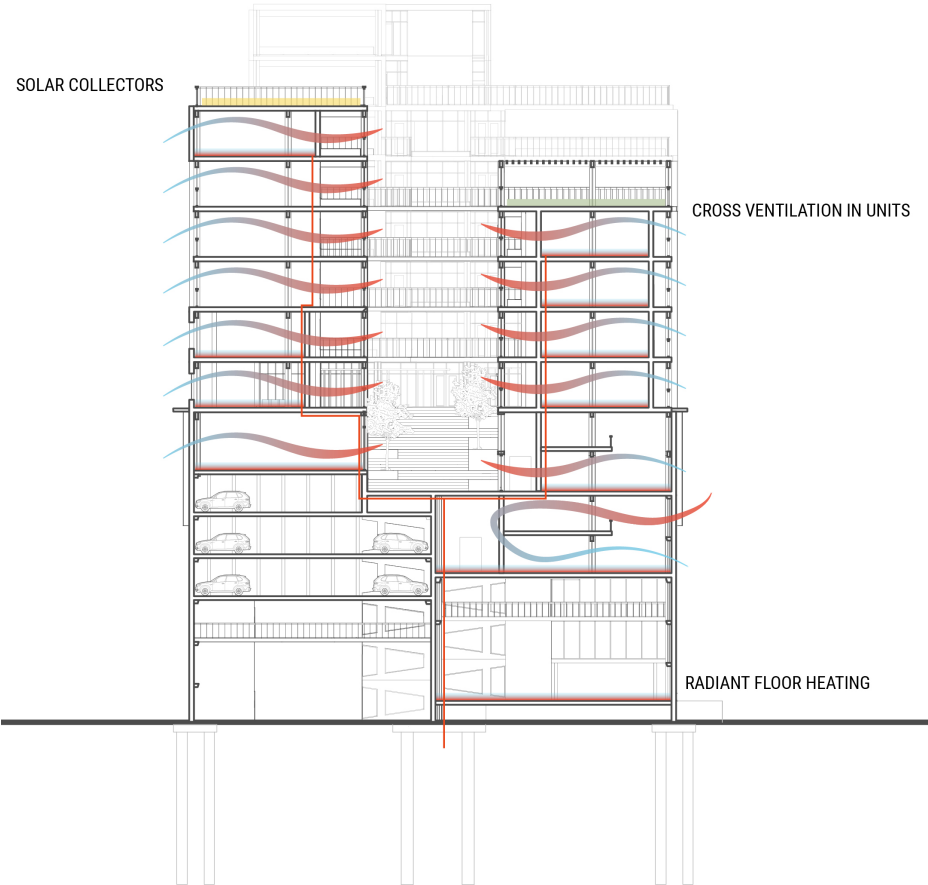 SOLAR COLLECTORS
CROSS VENTILATION IN UNITS
RADIANT FLOOR HEATING